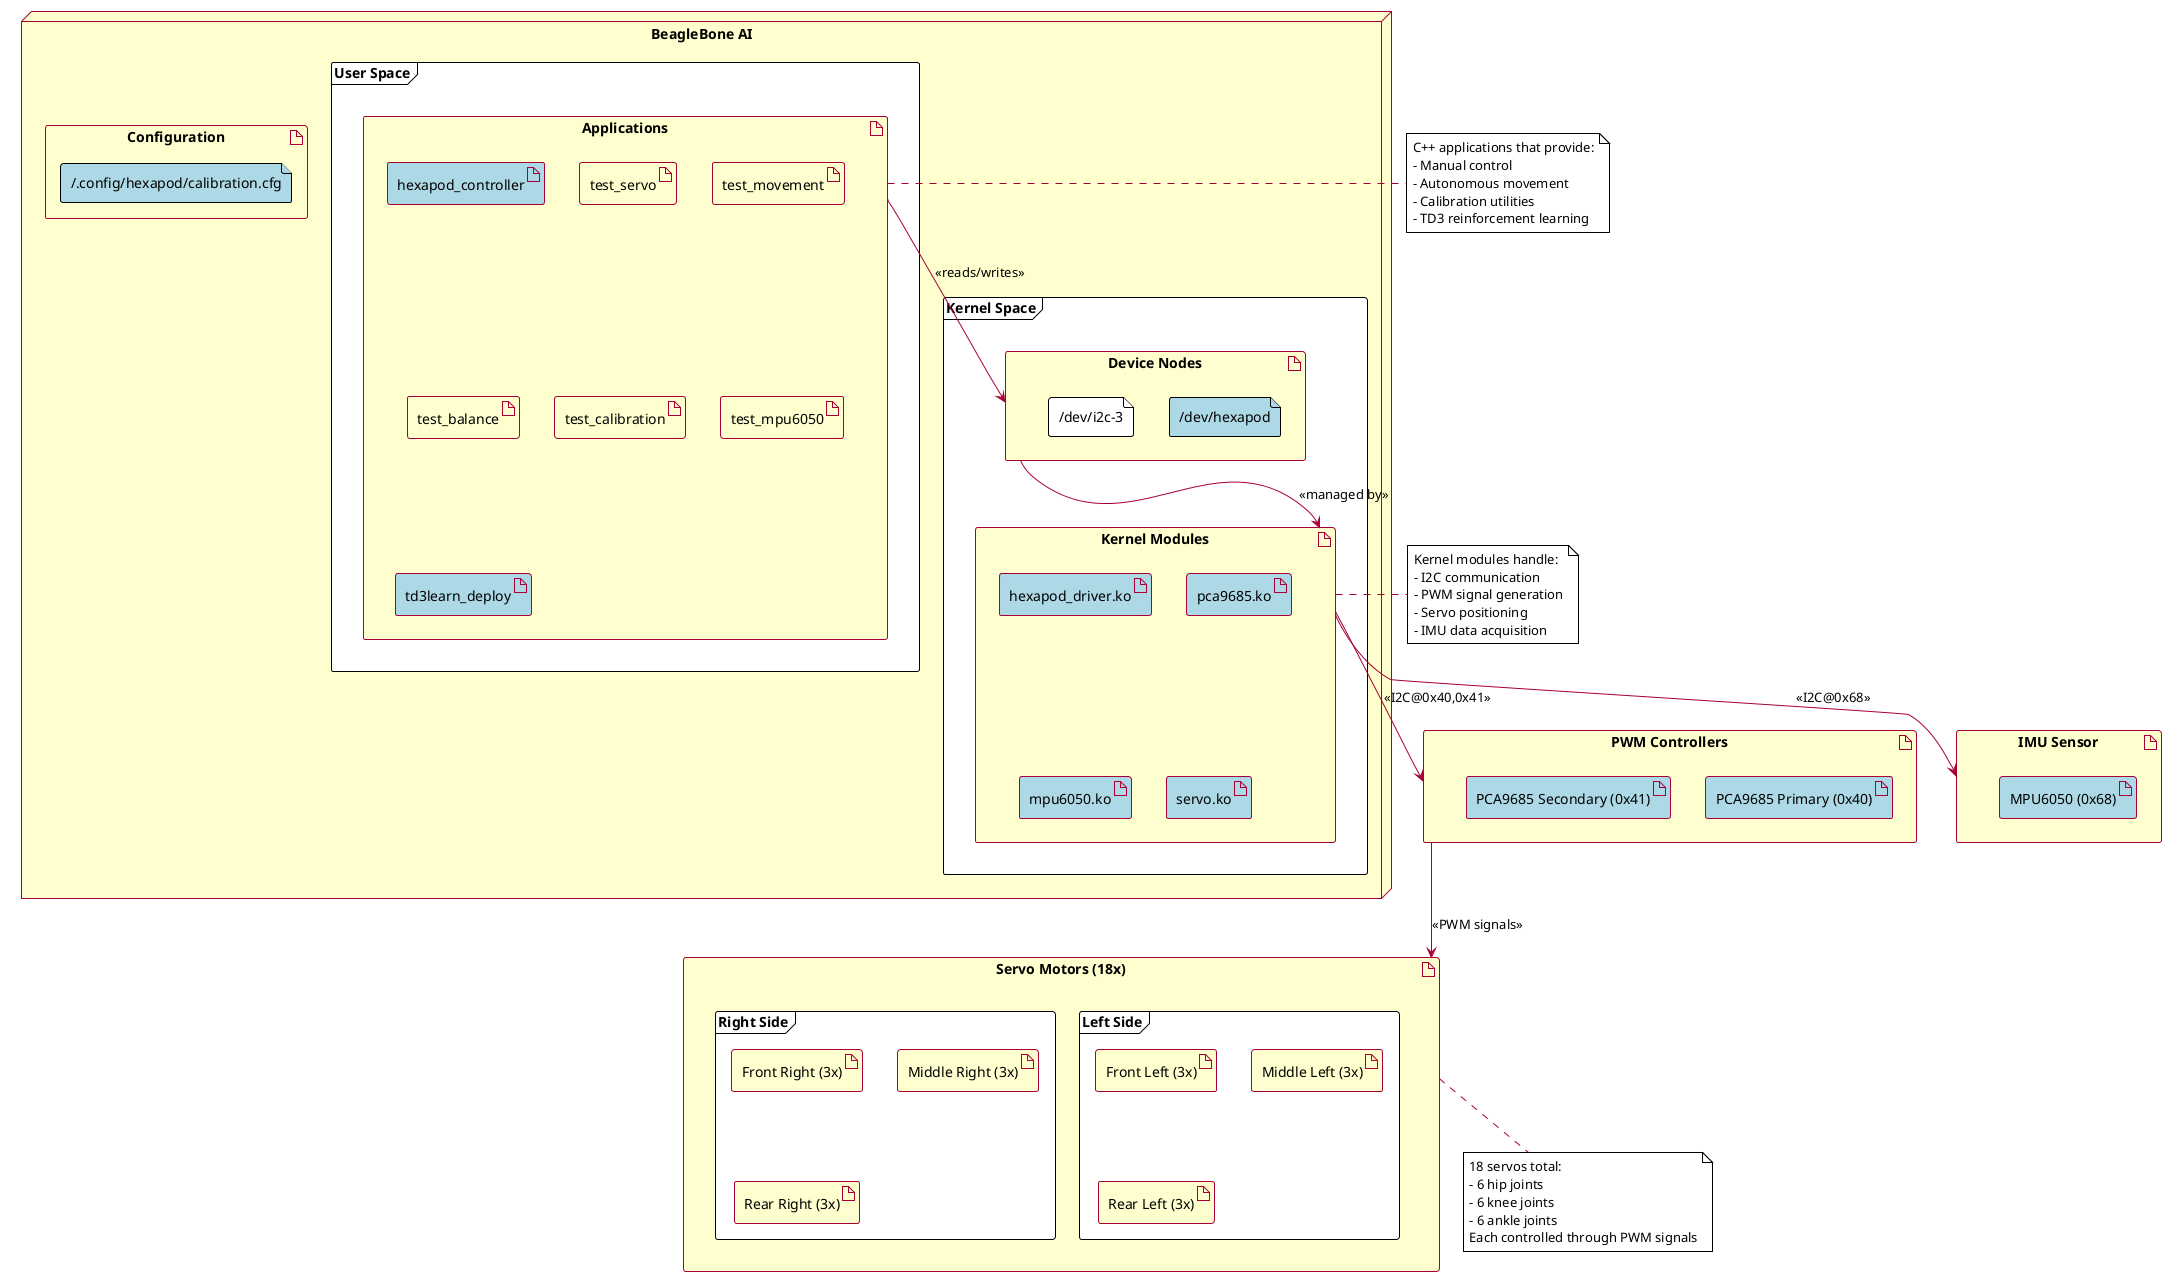 BeagleBone AI
User Space
Configuration
/.config/hexapod/calibration.cfg
Applications
hexapod_controller
test_servo
test_movement
C++ applications that provide:
- Manual control
- Autonomous movement
- Calibration utilities
- TD3 reinforcement learning
«reads/writes»
test_balance
test_calibration
test_mpu6050
td3learn_deploy
Kernel Space
Device Nodes
/dev/i2c-3
/dev/hexapod
«managed by»
Kernel Modules
hexapod_driver.ko
pca9685.ko
mpu6050.ko
servo.ko
Kernel modules handle:
- I2C communication
- PWM signal generation
- Servo positioning
- IMU data acquisition
«I2C@0x40,0x41»
«I2C@0x68»
PWM Controllers
PCA9685 Secondary (0x41)
PCA9685 Primary (0x40)
IMU Sensor
MPU6050 (0x68)
«PWM signals»
Servo Motors (18x)
Right Side
Front Right (3x)
Middle Right (3x)
Rear Right (3x)
Left Side
Front Left (3x)
Middle Left (3x)
Rear Left (3x)
18 servos total:
- 6 hip joints
- 6 knee joints
- 6 ankle joints
Each controlled through PWM signals